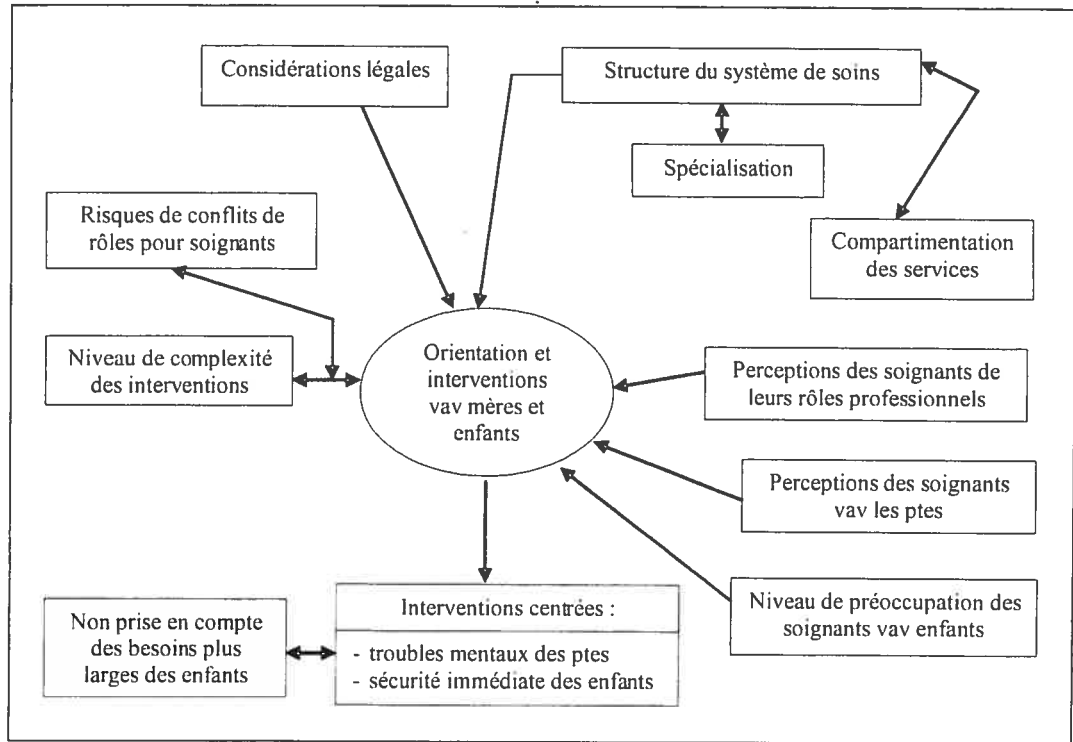 Considérations légales
Structure du système de soins
Spécialisation
Risques de conflits de
rôles pour soignants
Compartimentation
des services
Niveau de complexité
des interventions
Orientation et
interventions
vav mères et
enfants
Perceptions des soignants de
leurs rôles professionnels
Perceptions des soignants
vav les ptes
Niveau de préoccupation des
soignants vav enfants
Interventions centrées :
- troubles mentaux des ptes
- sécurité immédiate des enfants
Non prise en compte
des besoins plus
larges des enfants